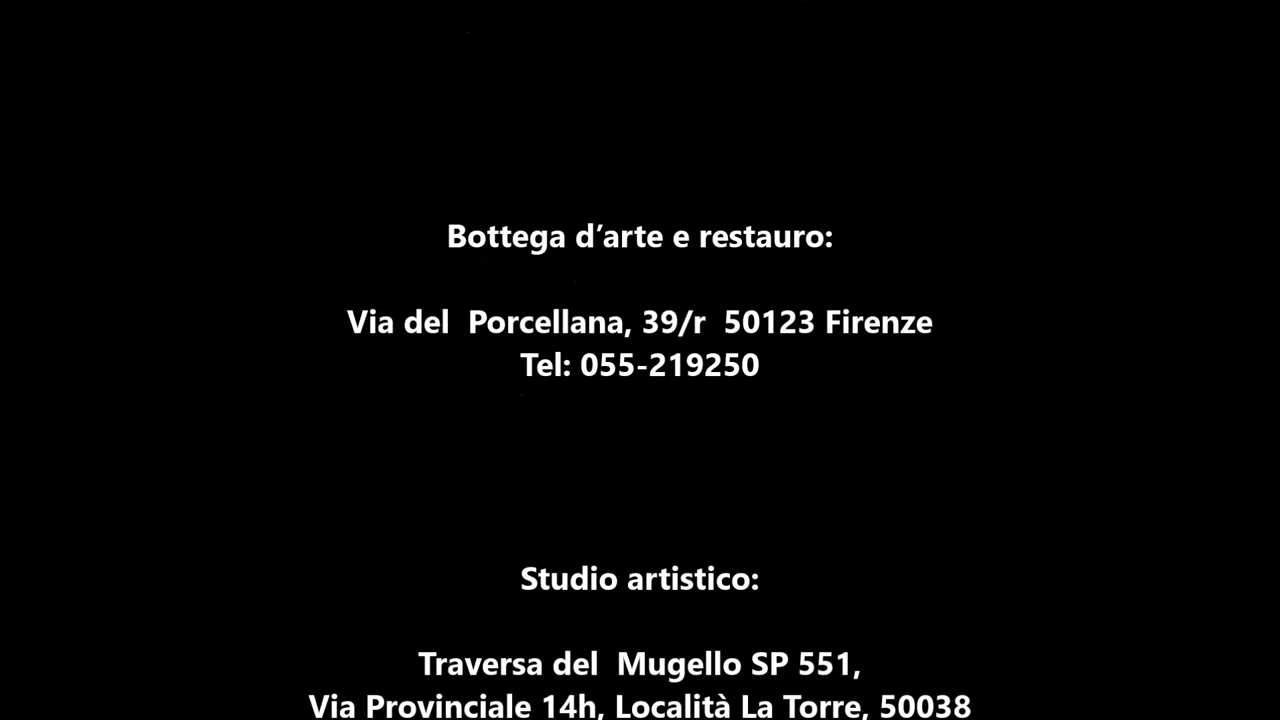 Bottega d’arte e restauro:
Via del  Porcellana, 39/r  50123 Firenze
Tel: 055-219250
Studio artistico:
Traversa del  Mugello SP 551,
Via Provinciale 14h, Località La Torre, 50038